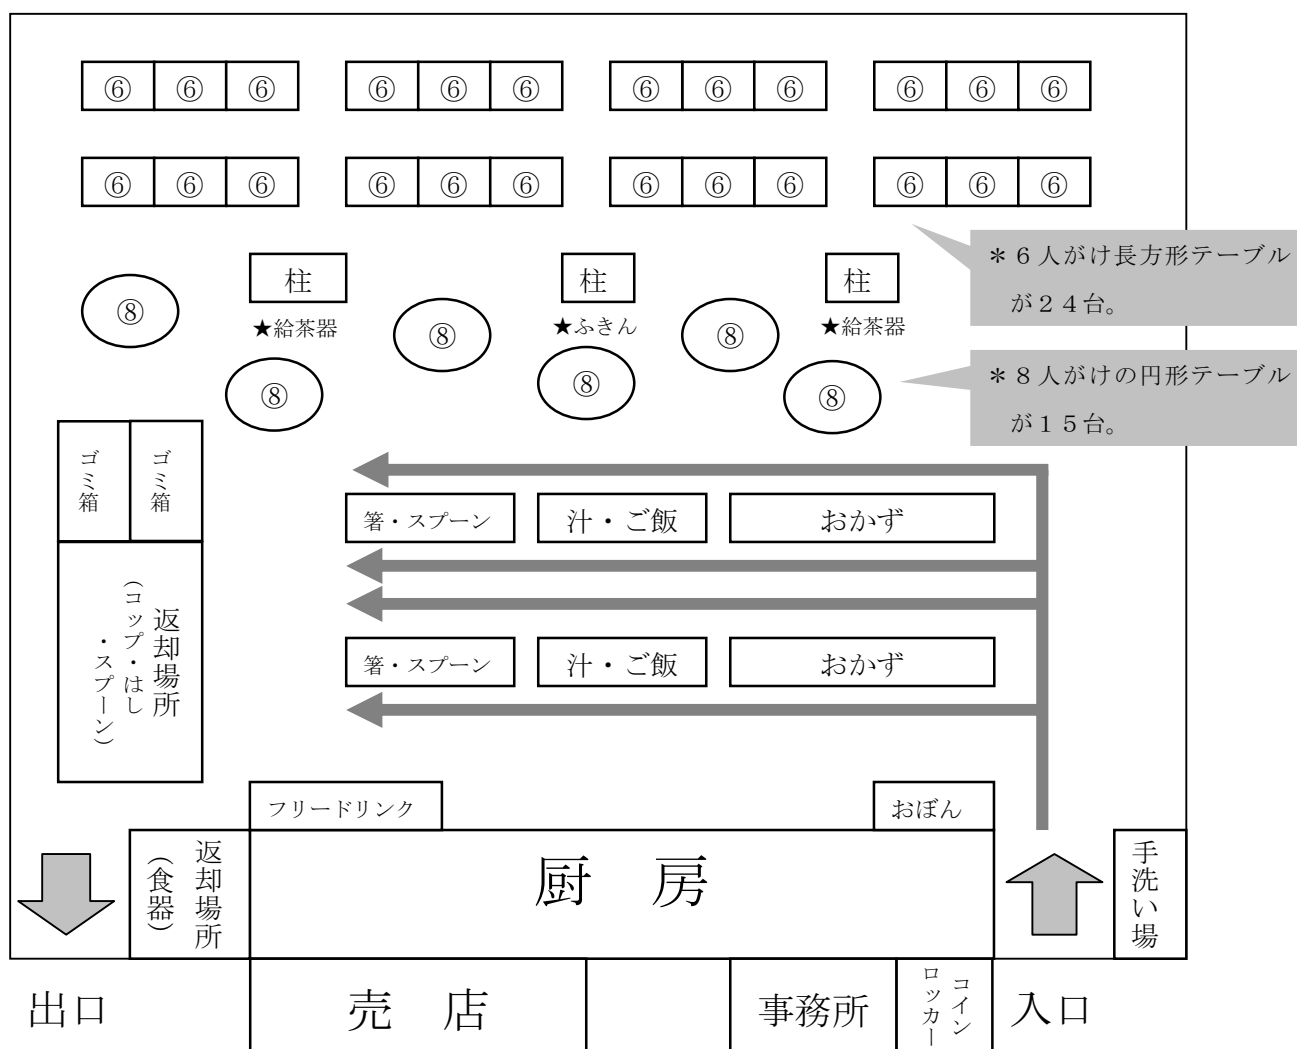 ⑥ ⑥ ⑥ ⑥ ⑥ ⑥ ⑥ ⑥ ⑥ ⑥ ⑥ ⑥
⑥ ⑥ ⑥ ⑥ ⑥ ⑥ ⑥ ⑥ ⑥ ⑥ ⑥ ⑥
＊６人がけ長方形テーブル
が２４台。
柱
柱
柱
★給茶器
★ふきん
★給茶器
⑧
⑧
⑧
⑧
⑧
⑧
＊８人がけの円形テーブル
が１５台。
ゴミ箱
ゴミ箱
箸・スプーン
汁・ご飯
おかず
返却場所
(コップ・はし
・スプーン)
箸・スプーン
汁・ご飯
おかず
フリードリンク
おぼん
返却場所
(食器)
厨 房
手洗い場
出口
売 店
事務所
コイン
ロッカー
入口